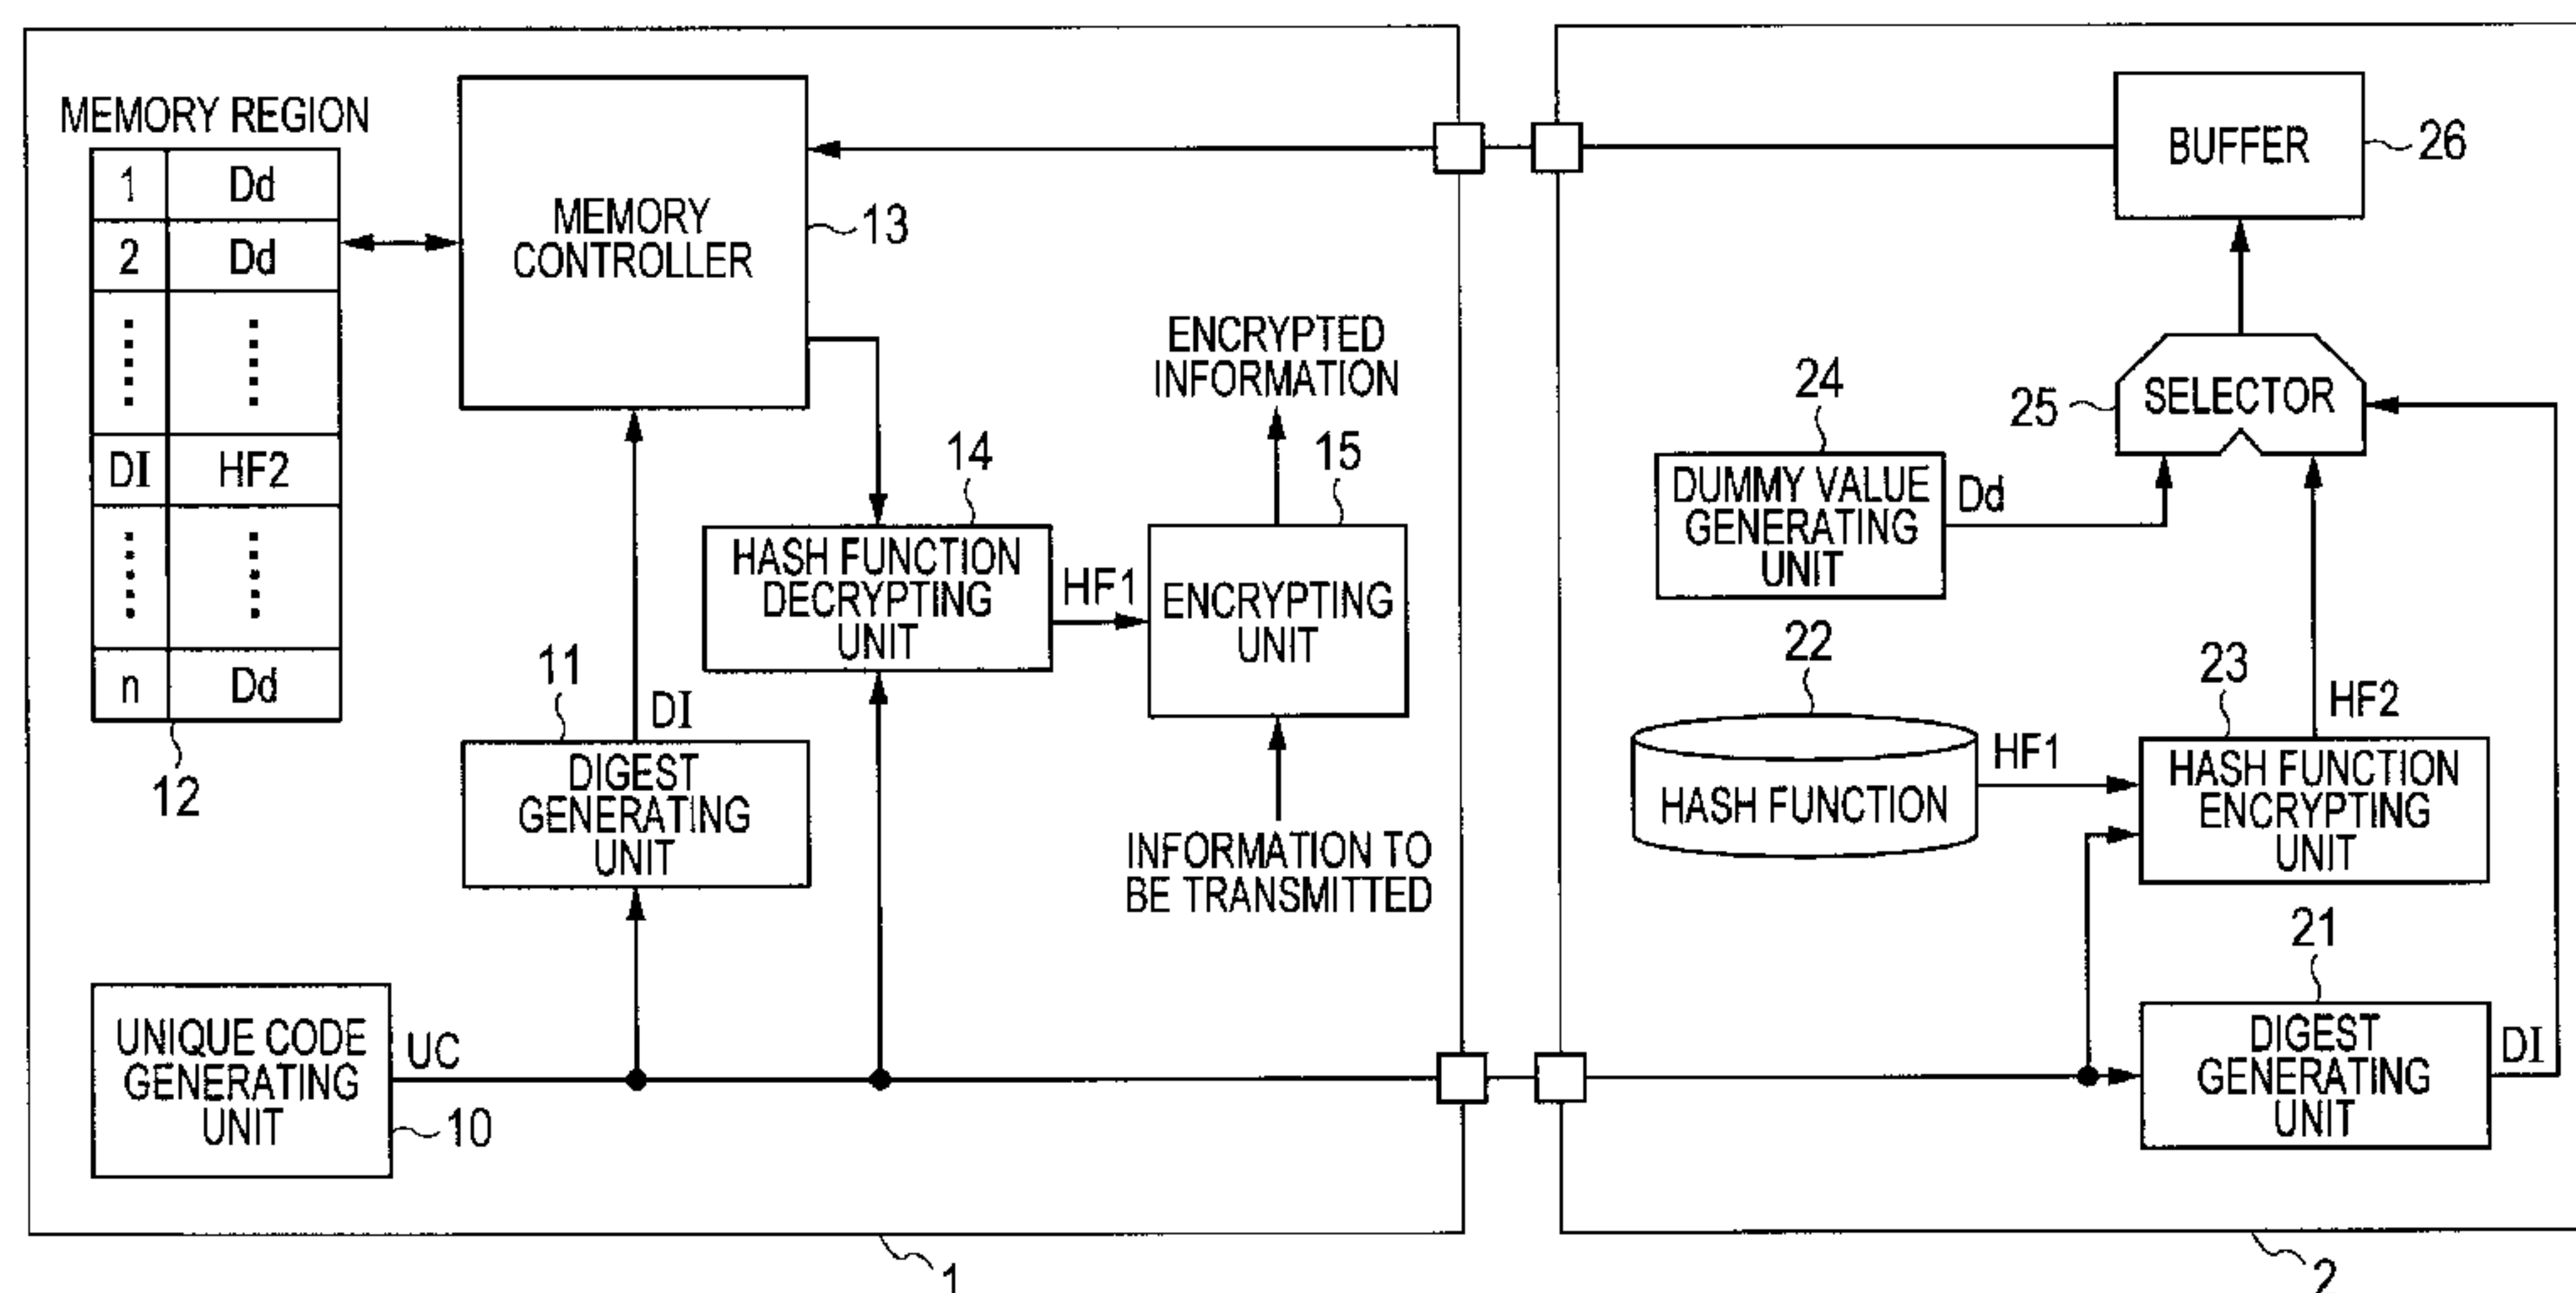 MEMORY REGION
1 Dd
2 Dd
DI HF2
n Dd
12
MEMORY
CONTROLLER
13
ENCRYPTED
INFORMATION
14
15
HASH FUNCTION
DECRYPTING
UNIT
HF1
ENCRYPTING
UNIT
11
DI
DIGEST
GENERATING
UNIT
INFORMATION TO
BE TRANSMITTED
UNIQUE CODE
GENERATING
UNIT
UC
10
1
BUFFER
26
24
25
SELECTOR
DUMMY VALUE
GENERATING
UNIT
Dd
22
23
HF2
HASH FUNCTION
HF1
HASH FUNCTION
ENCRYPTING
UNIT
21
DIGEST
GENERATING
UNIT
DI
2